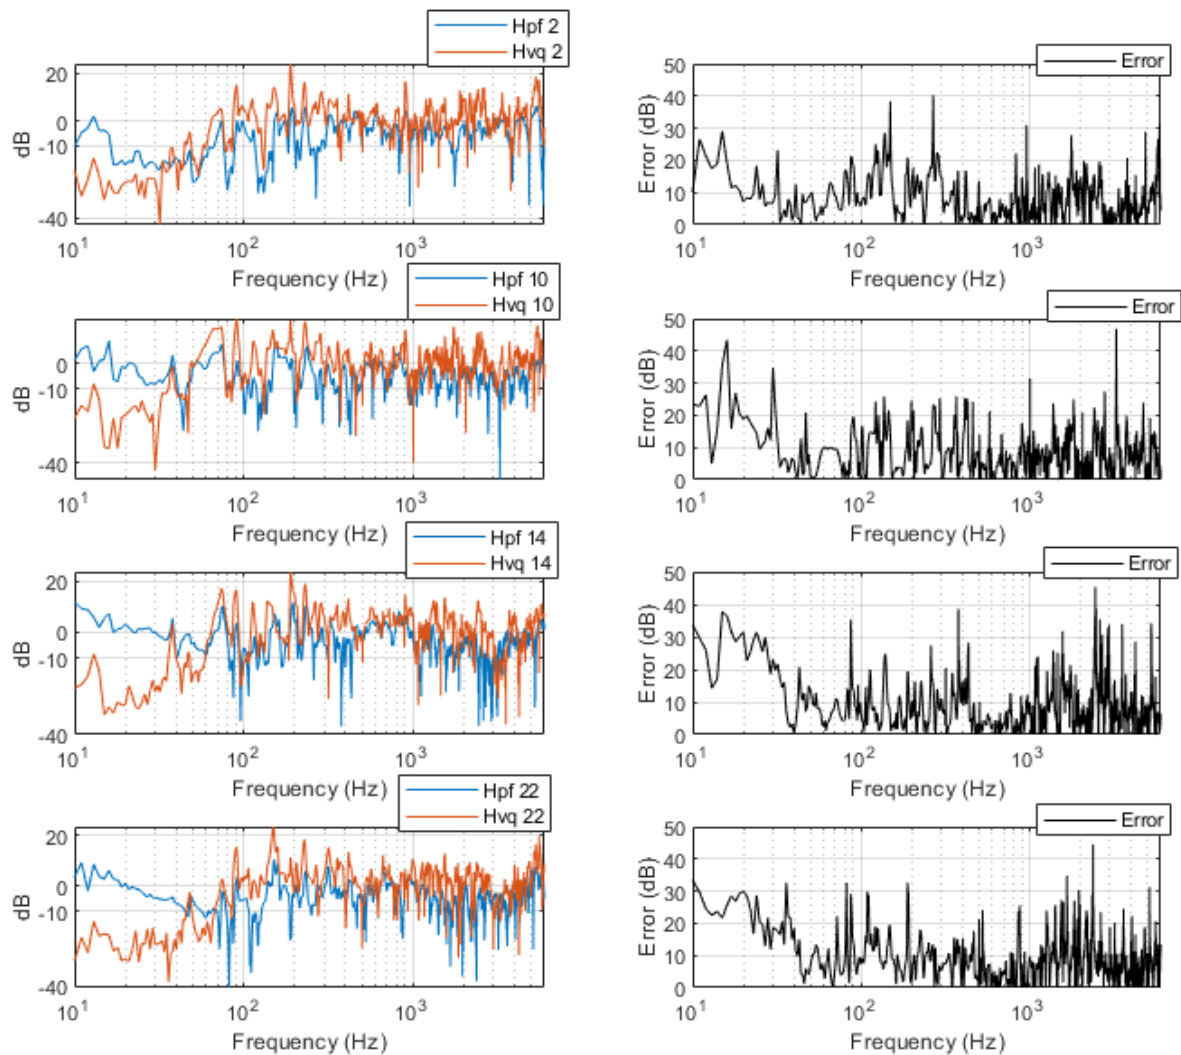 Hpf 2
Hvq 2
20
0
-10
-40
dB
10^1
10^2
10^3
Frequency (Hz)
Error
50
40
30
20
10
0
Error (dB)
10^1
10^2
10^3
Frequency (Hz)
Hpf 10
Hvq 10
0
-10
-40
dB
10^1
10^2
10^3
Frequency (Hz)
Error
50
40
30
20
10
0
Error (dB)
10^1
10^2
10^3
Frequency (Hz)
Hpf 14
Hvq 14
20
0
-10
-40
dB
10^1
10^2
10^3
Frequency (Hz)
Error
50
40
30
20
10
0
Error (dB)
10^1
10^2
10^3
Frequency (Hz)
Hpf 22
Hvq 22
20
0
-10
-40
dB
10^1
10^2
10^3
Frequency (Hz)
Error
50
40
30
20
10
0
Error (dB)
10^1
10^2
10^3
Frequency (Hz)